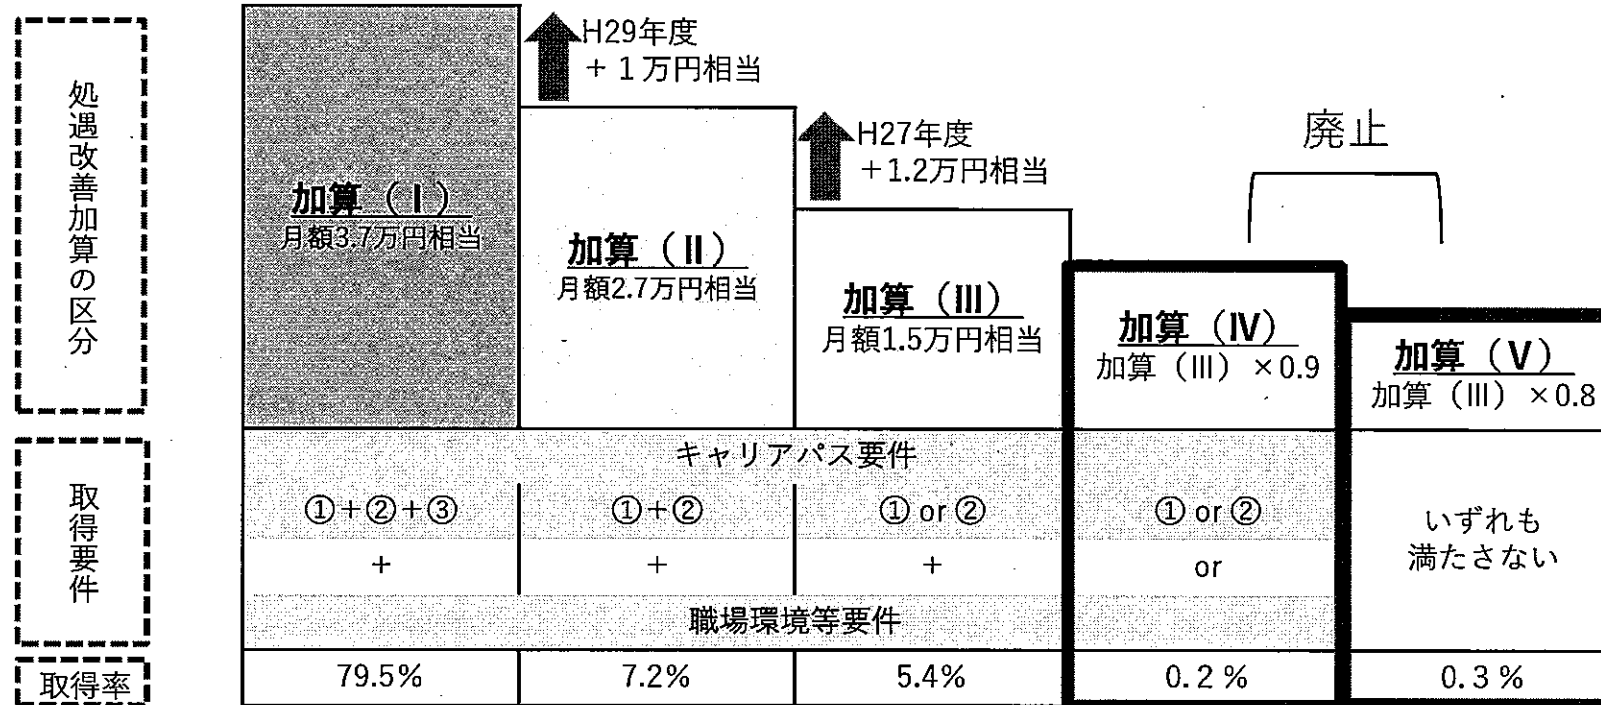 処遇改善加算の区分
H29年度
+ 1万円相当
H27年度
+1.2万円相当
廃止
加算（Ⅰ）
月額3.7万円相当
加算（Ⅱ）
月額2.7万円相当
加算（Ⅲ）
月額1.5万円相当
加算（Ⅳ）
加算（Ⅲ）×0.9
加算（Ⅴ）
加算（Ⅲ）×0.8
取得要件
キャリアパス要件
①+②+③
①+②
① or ②
① or ②
いずれも
満たさない
+
+
+
or
職場環境等要件
取得率
79.5%
7.2%
5.4%
0.2%
0.3%